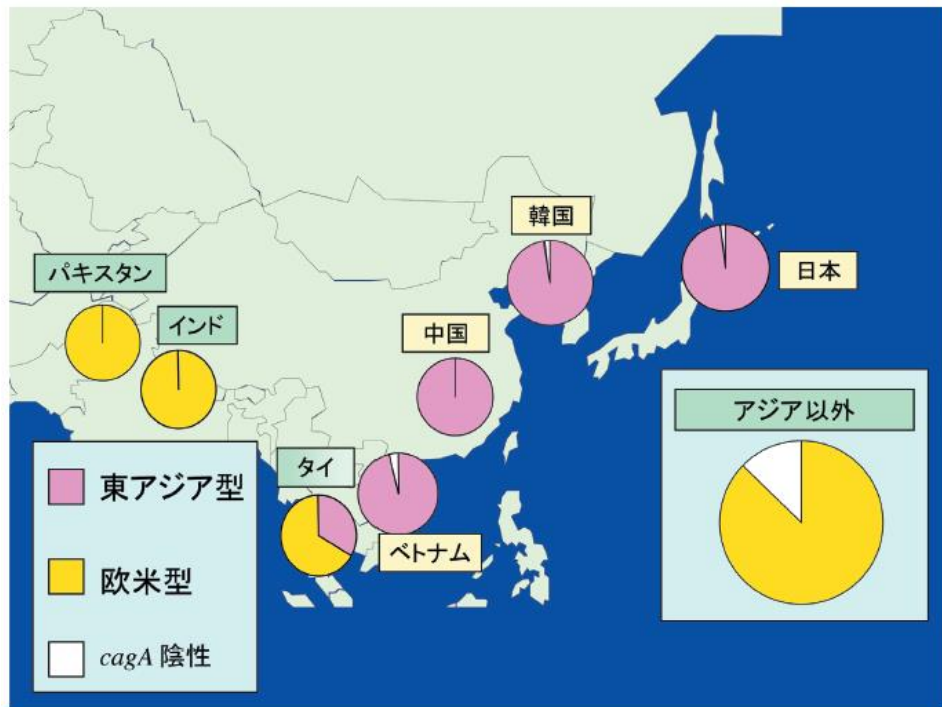 韓国
日本
パキスタン
インド
中国
アジア以外
タイ
東アジア型
ベトナム
欧米型
cagA 陰性